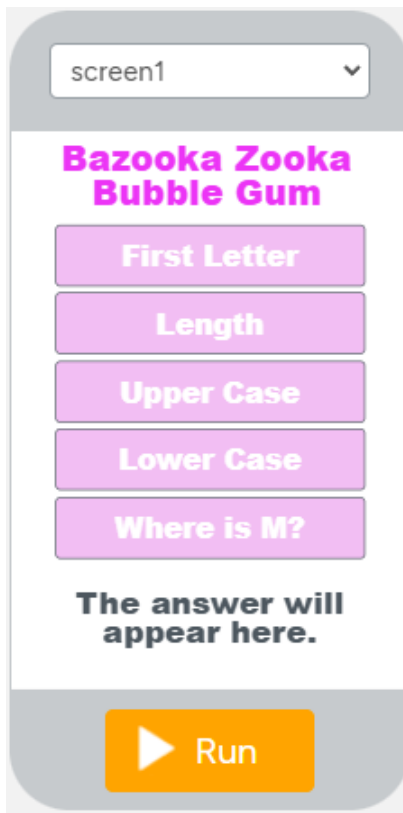 screen1
Bazooka Zooka
Bubble Gum
First Letter
Length
Upper Case
Lower Case
Where is M?
The answer will
appear here.
Run